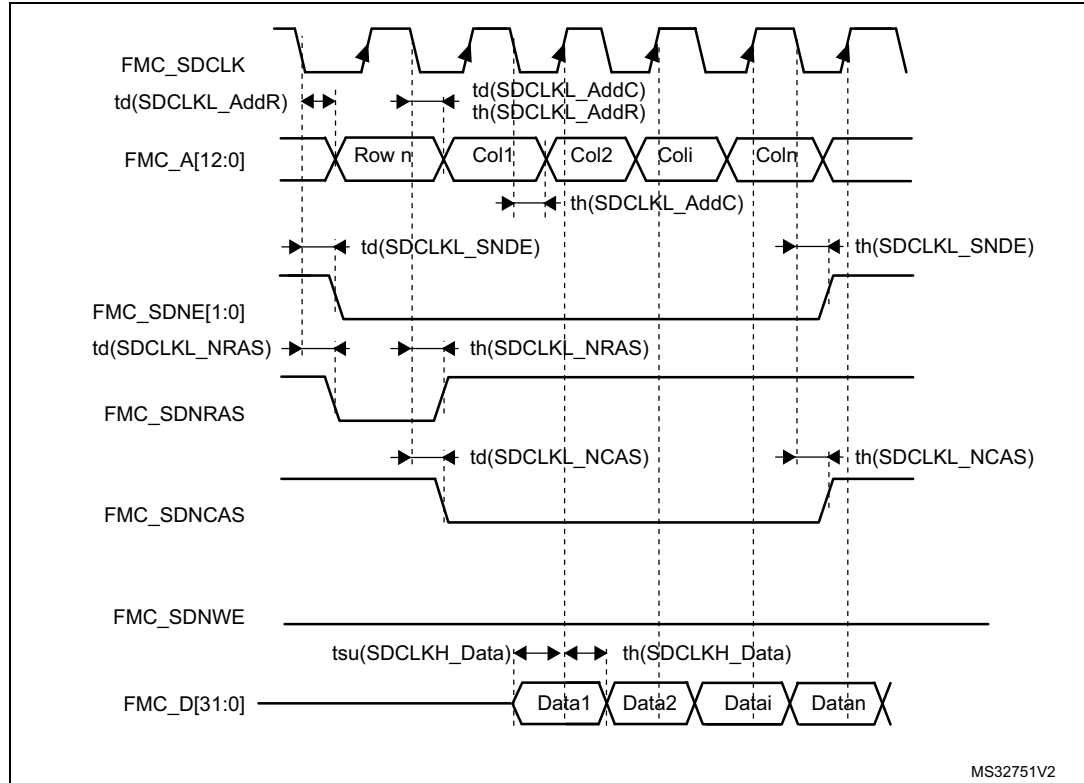 FMC_SDCLK
td(SDCLKL_AddR)
td(SDCLKL_AddC)
th(SDCLKL_AddR)
FMC_A[12:0]
Row n
Col1
Col2
Coli
Coln
th(SDCLKL_AddC)
td(SDCLKL_SNDE)
th(SDCLKL_SNDE)
FMC_SDNE[1:0]
td(SDCLKL_NRAS)
th(SDCLKL_NRAS)
FMC_SDNRAS
td(SDCLKL_NCAS)
th(SDCLKL_NCAS)
FMC_SDNCAS
FMC_SDNWE
tsu(SDCLKH_Data)
th(SDCLKH_Data)
FMC_D[31:0]
Data1
Data2
Datai
Datan
MS32751V2